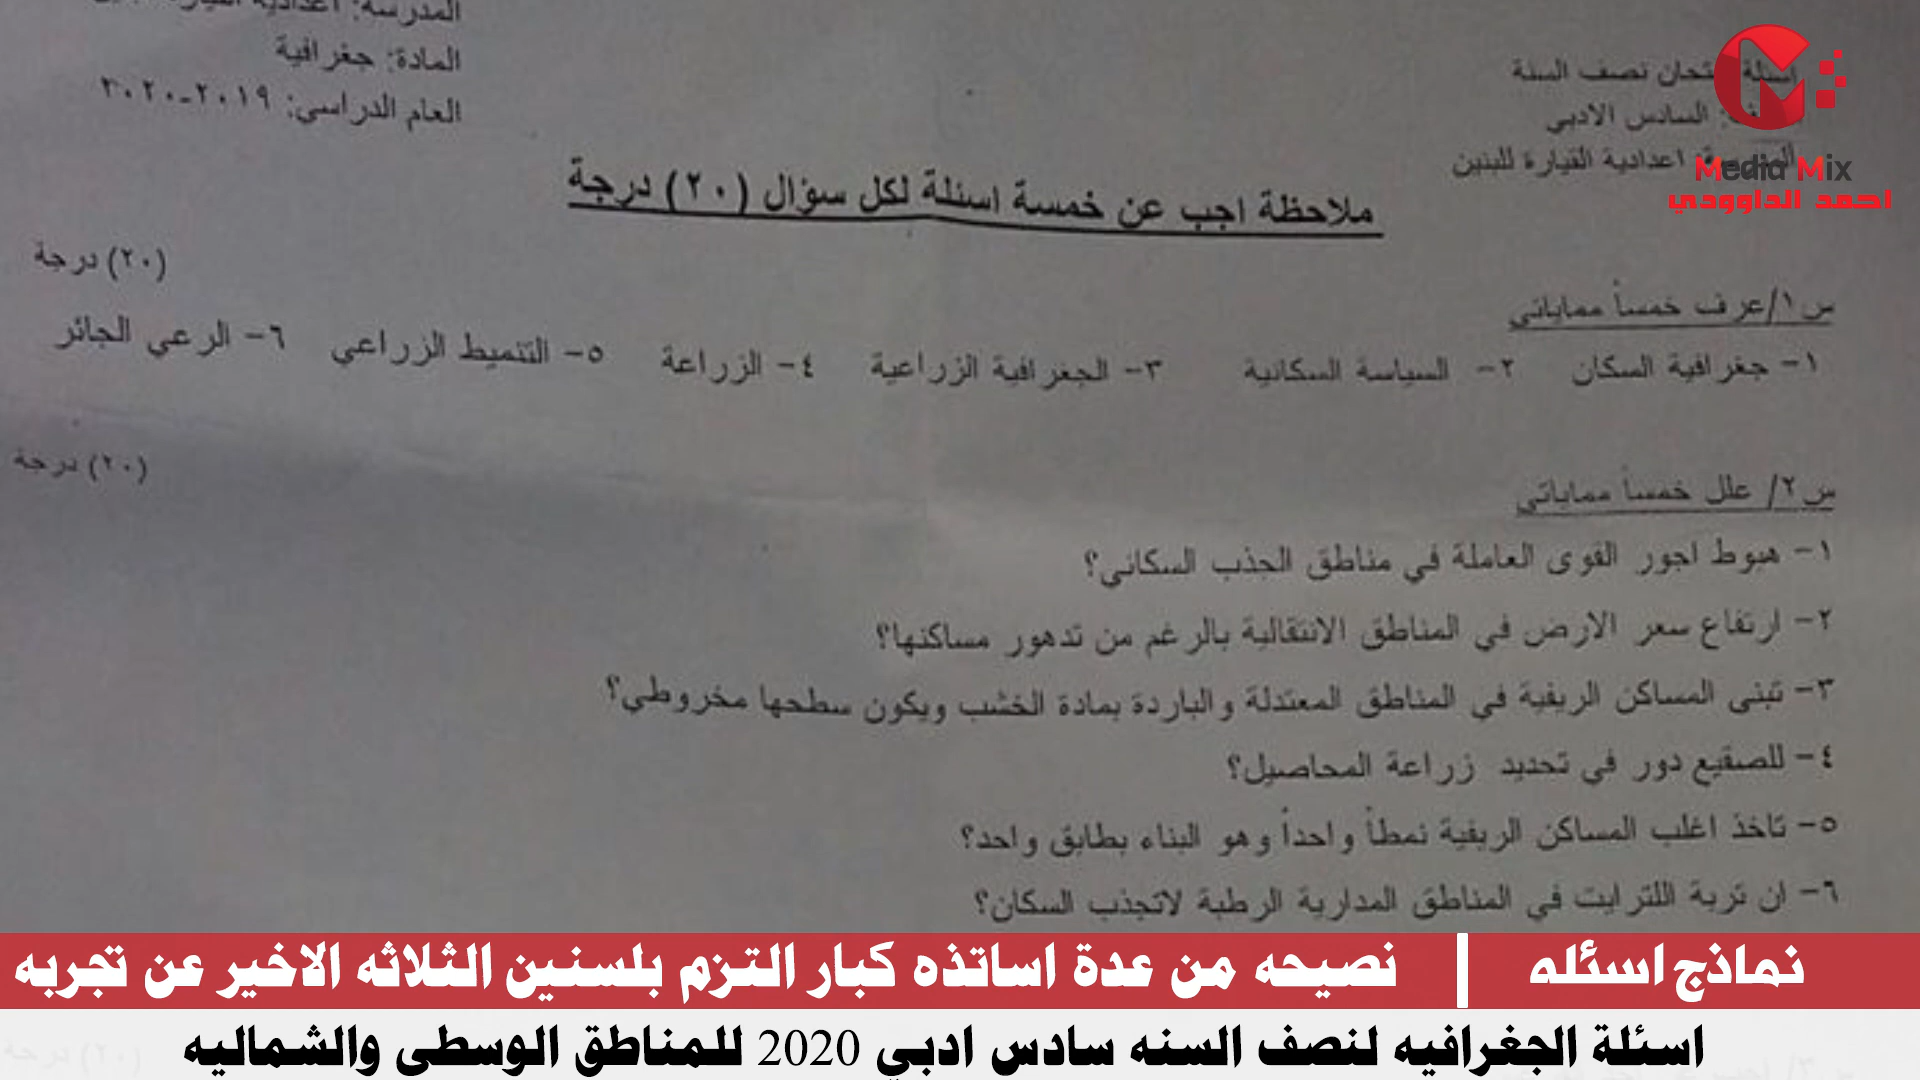 اسئلة امتحان نصف السنة
السادس الادبي
اعدادية القيارة للبنين
المدرسة: اعدادية
المادة: جغرافية
العام الدراسي: ٢٠١٩-٢٠٢٠
Media Mix
احمد الداوودي
ملاحظة اجب عن خمسة اسئلة لكل سؤال (٢٠) درجة
س١/عرف خمساً ممايأتي (٢٠) درجة
١- جغرافية السكان ٢- السياسة السكانية ٣- الجغرافية الزراعية ٤- الزراعة ٥- التنميط الزراعي ٦- الرعي الجائر
س٢/ علل خمساً ممايأتي (٢٠) درجة
١- هبوط اجور القوى العاملة في مناطق الجذب السكاني؟
٢- ارتفاع سعر الارض في المناطق الانتقالية بالرغم من تدهور مساكنها؟
٣- تبنى المساكن الريفية في المناطق المعتدلة والباردة بمادة الخشب ويكون سطحها مخروطي؟
٤- للصقيع دور في تحديد زراعة المحاصيل؟
٥- تاخذ اغلب المساكن الريفية نمطاً واحداً وهو البناء بطابق واحد؟
٦- ان تربة اللترايت في المناطق المدارية الرطبة لاتجذب السكان؟
نماذج اسئله | نصيحه من عدة اساتذه كبار التزم بلسنين الثلاثه الاخير عن تجربه
اسئلة الجغرافيه لنصف السنه سادس ادبي 2020 للمناطق الوسطى والشماليه